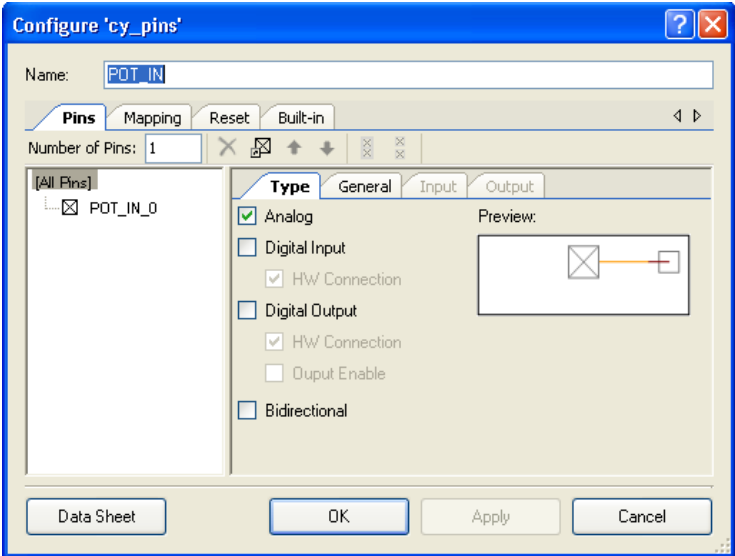 Configure 'cy_pins'
Name: POT_IN
Pins Mapping Reset Built-in
Number of Pins: 1
[All Pins]
POT_IN_0
Type General Input Output
Analog
Preview:
Digital Input
HW Connection
Digital Output
HW Connection
Ouput Enable
Bidirectional
Data Sheet OK Apply Cancel